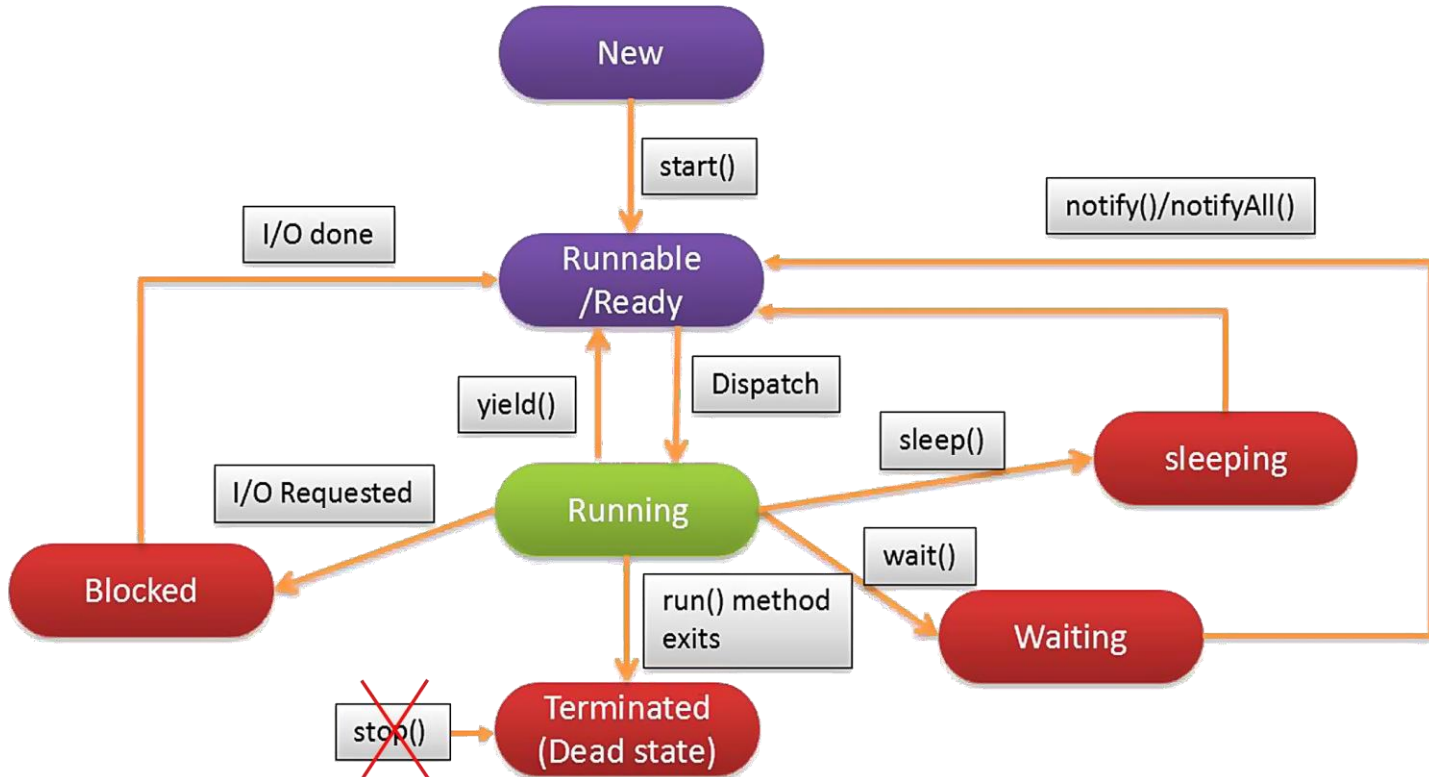 New
start()
notify()/notifyAll()
I/O done
Runnable
/Ready
Dispatch
yield()
sleep()
sleeping
I/O Requested
Running
wait()
Blocked
run() method
exits
Waiting
Terminated
(Dead state)
stop()